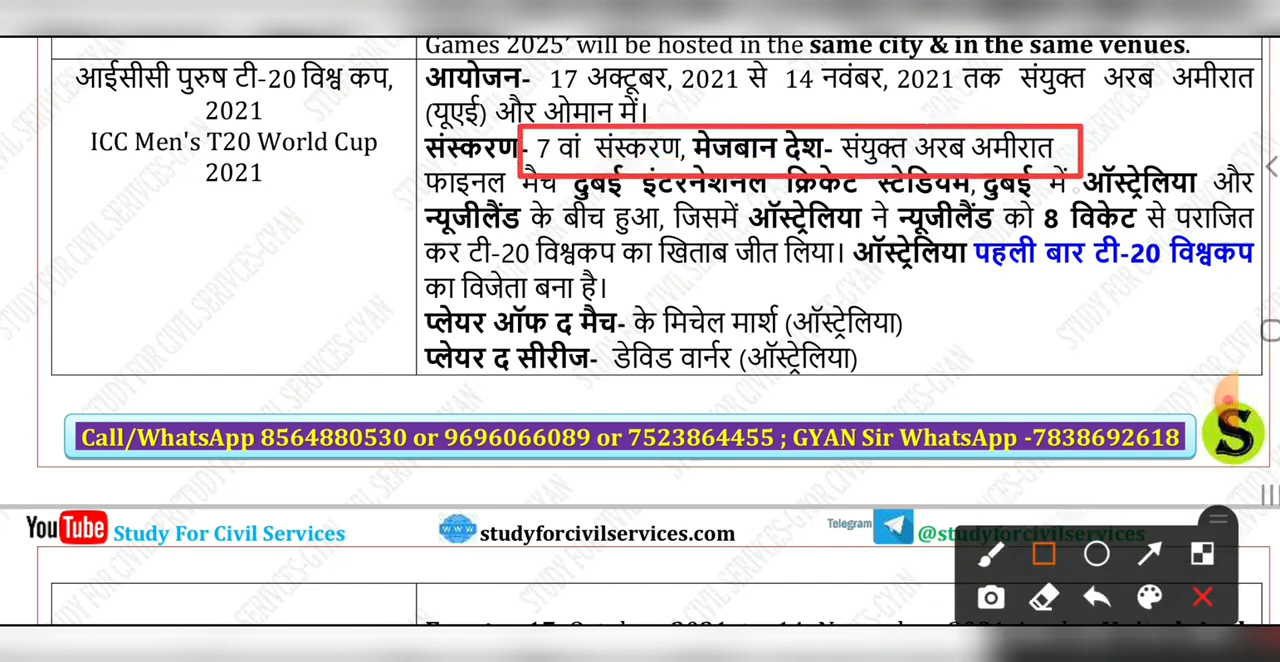 Games 2025' will be hosted in the same city & in the same venues.
आईसीसी पुरुष टी-20 विश्व कप,
2021
ICC Men's T20 World Cup
2021
आयोजन- 17 अक्टूबर, 2021 से 14 नवंबर, 2021 तक संयुक्त अरब अमीरात
(यूएई) और ओमान में।
संस्करण- 7 वां संस्करण, मेजबान देश- संयुक्त अरब अमीरात
फाइनल मैच दुबई इंटरनेशनल क्रिकेट स्टेडियम, दुबई में ऑस्ट्रेलिया और
न्यूजीलैंड के बीच हुआ, जिसमें ऑस्ट्रेलिया ने न्यूजीलैंड को 8 विकेट से पराजित
कर टी-20 विश्वकप का खिताब जीत लिया। ऑस्ट्रेलिया पहली बार टी-20 विश्वकप
का विजेता बना है।
प्लेयर ऑफ द मैच- के मिचेल मार्श (ऑस्ट्रेलिया)
प्लेयर द सीरीज- डेविड वार्नर (ऑस्ट्रेलिया)
Call/WhatsApp 8564880530 or 9696066089 or 7523864455 ; GYAN Sir WhatsApp -7838692618
S
YouTube Study For Civil Services
www studyforcivilservices.com
Telegram @studyforcivilservices